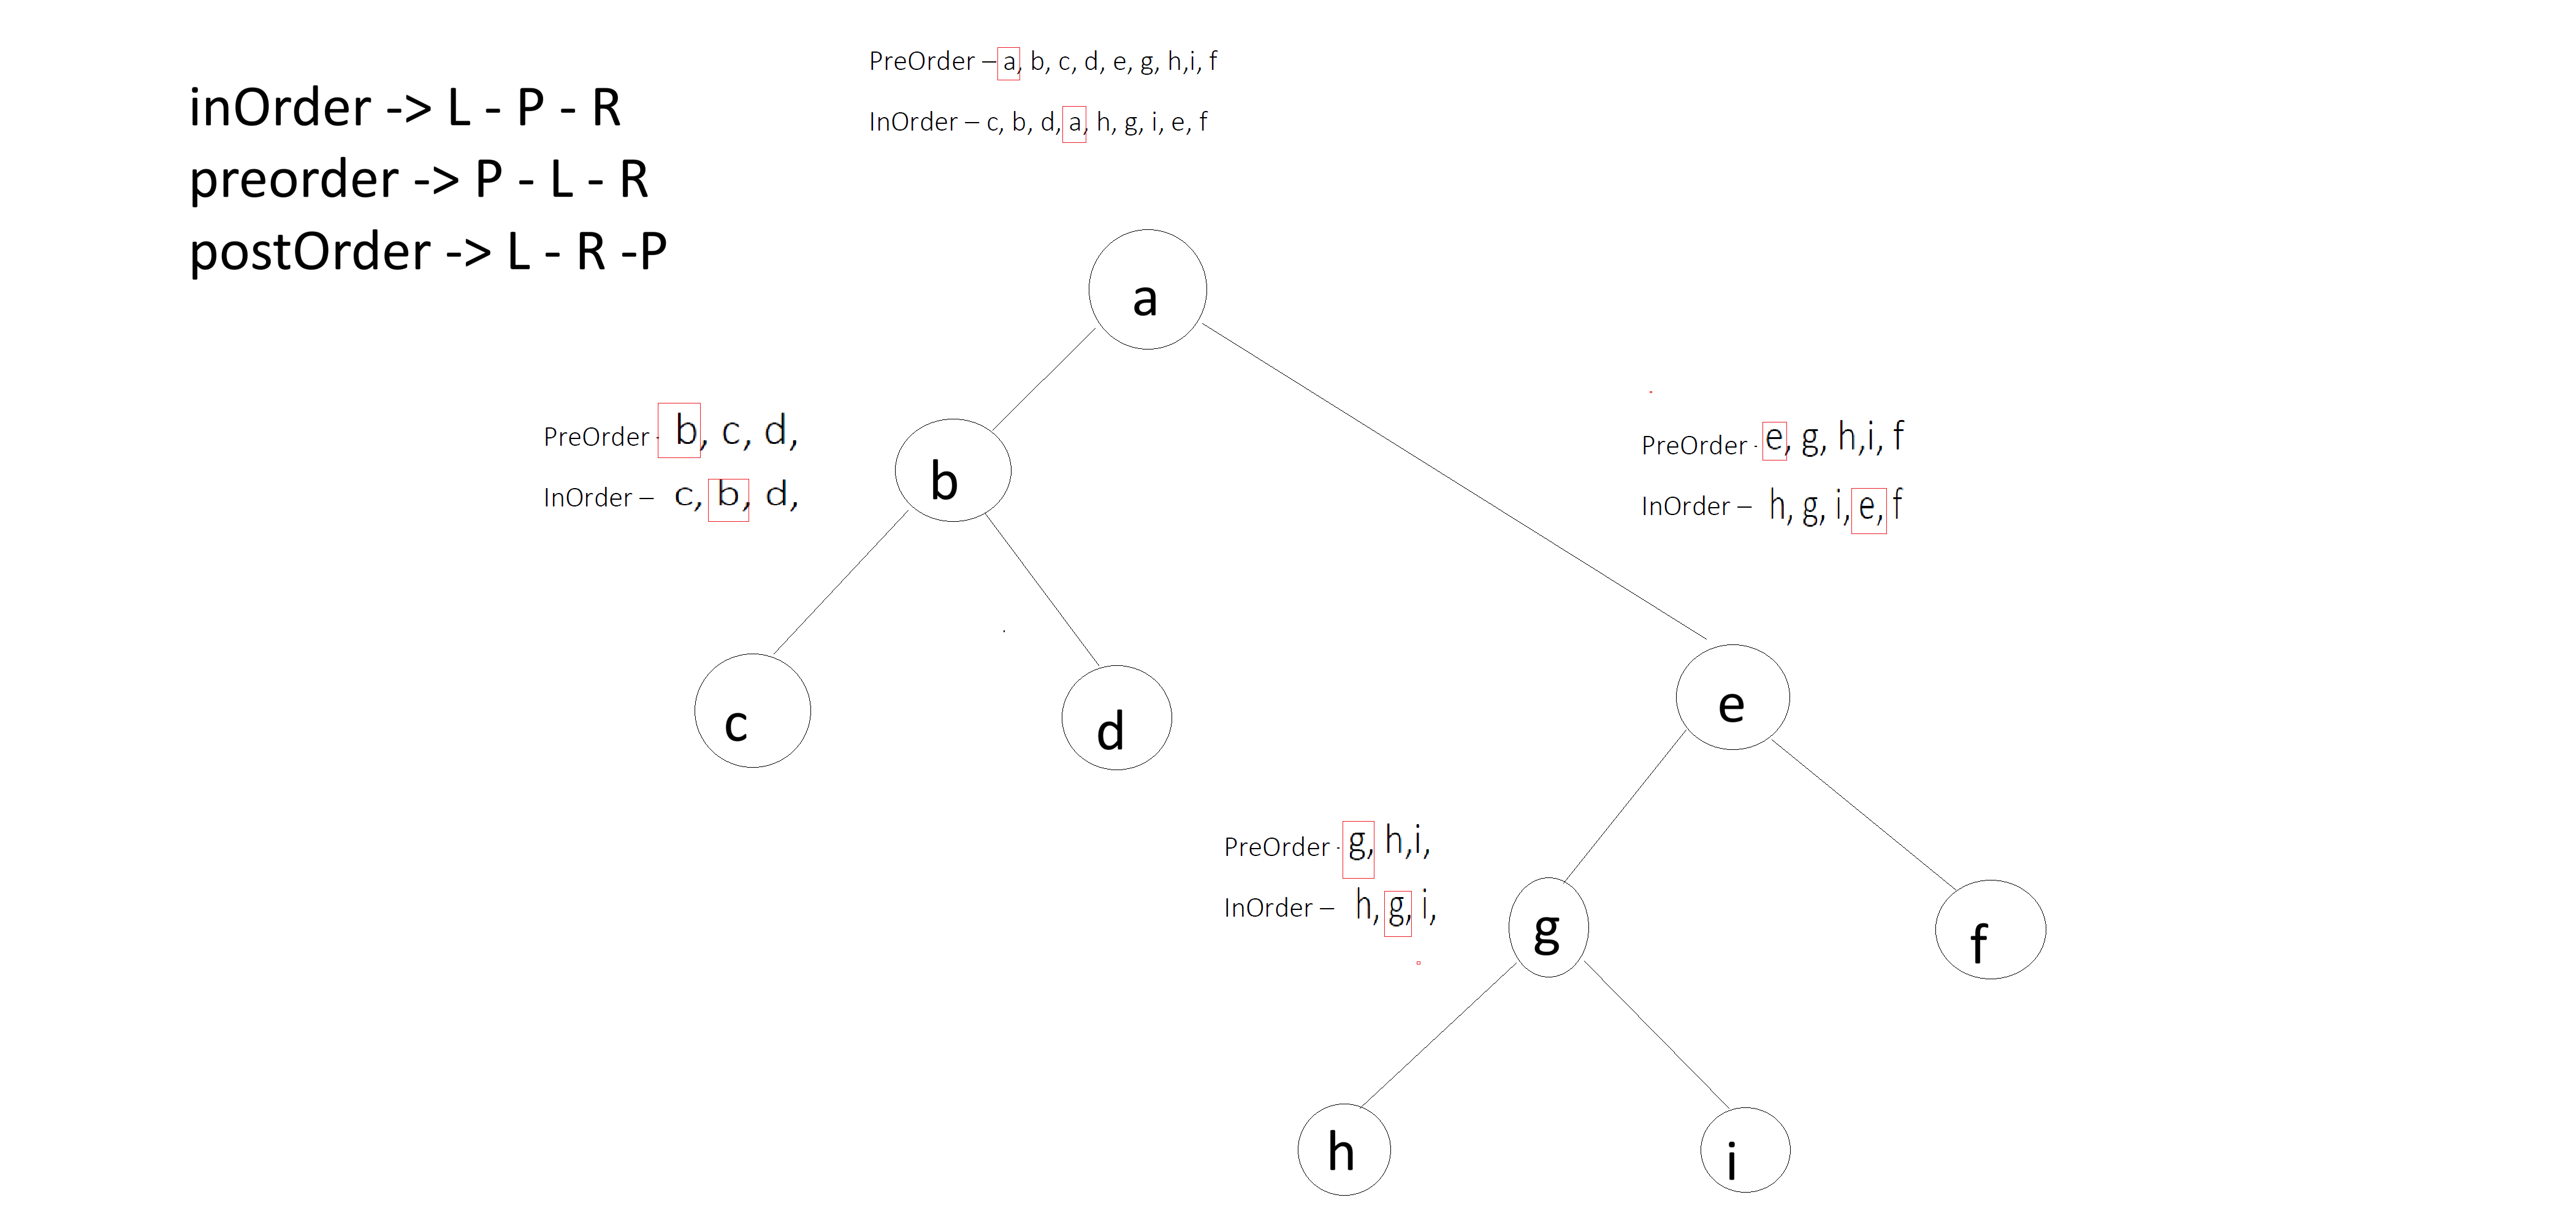 PreOrder – a, b, c, d, e, g, h,i, f
inOrder -> L - P - R
InOrder – c, b, d, a, h, g, i, e, f
preorder -> P - L - R
postOrder -> L - R -P
a
PreOrder - b, c, d,
PreOrder - e, g, h,i, f
b
InOrder – c, b, d,
InOrder – h, g, i, e, f
c
d
e
PreOrder - g, h,i,
InOrder – h, g, i,
g
f
h
i